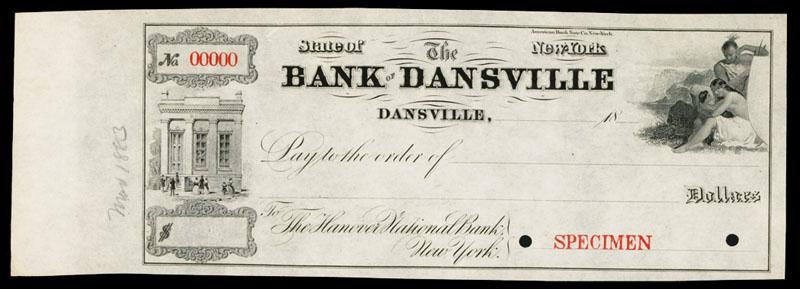 American Bank Note Co. New-York.
State of The New-York
No. 00000
BANK OF DANSVILLE
DANSVILLE, 18
Pay to the order of
Dollars
$
To The Hanover National Bank,
New York.
SPECIMEN